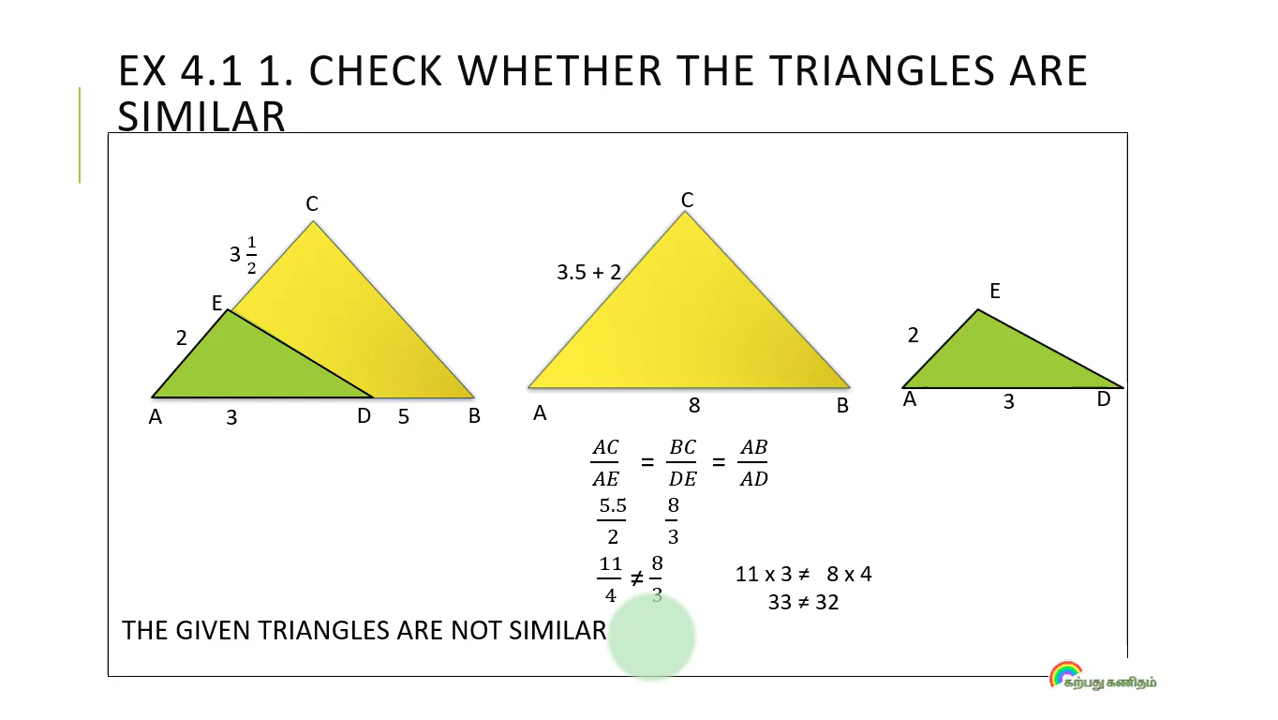 EX 4.1 1. CHECK WHETHER THE TRIANGLES ARE
SIMILAR
C
3 1/2
E
2
A
3
D
5
B
C
3.5 + 2
A
8
B
E
2
A
3
D
AC/AE = BC/DE = AB/AD
5.5/2 8/3
11/4 ≠ 8/3
11 x 3 ≠ 8 x 4
33 ≠ 32
THE GIVEN TRIANGLES ARE NOT SIMILAR
கற்பது கணிதம்